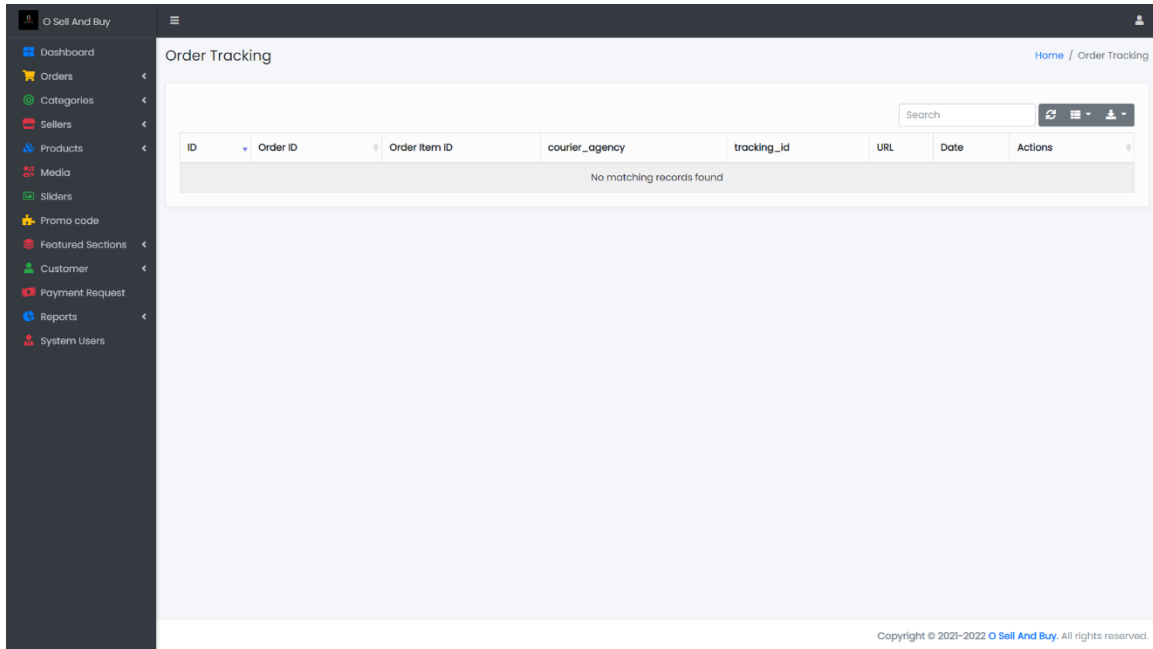 O Sell And Buy
Dashboard
Orders
Categories
Sellers
Products
Media
Sliders
Promo code
Featured Sections
Customer
Payment Request
Reports
System Users
Order Tracking
Home / Order Tracking
Search
ID Order ID Order Item ID courier_agency tracking_id URL Date Actions
No matching records found
Copyright © 2021-2022 O Sell And Buy. All rights reserved.